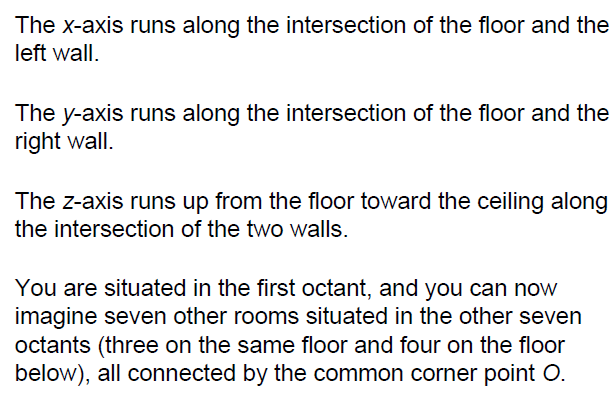 The x-axis runs along the intersection of the floor and the
left wall.
The y-axis runs along the intersection of the floor and the
right wall.
The z-axis runs up from the floor toward the ceiling along
the intersection of the two walls.
You are situated in the first octant, and you can now
imagine seven other rooms situated in the other seven
octants (three on the same floor and four on the floor
below), all connected by the common corner point O.